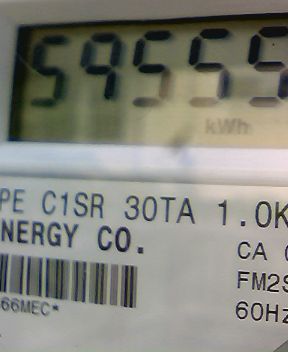 59555
kWh
PE C1SR 30TA 1.0K
NERGY CO.
CA
FM2S
66MEC*
60Hz